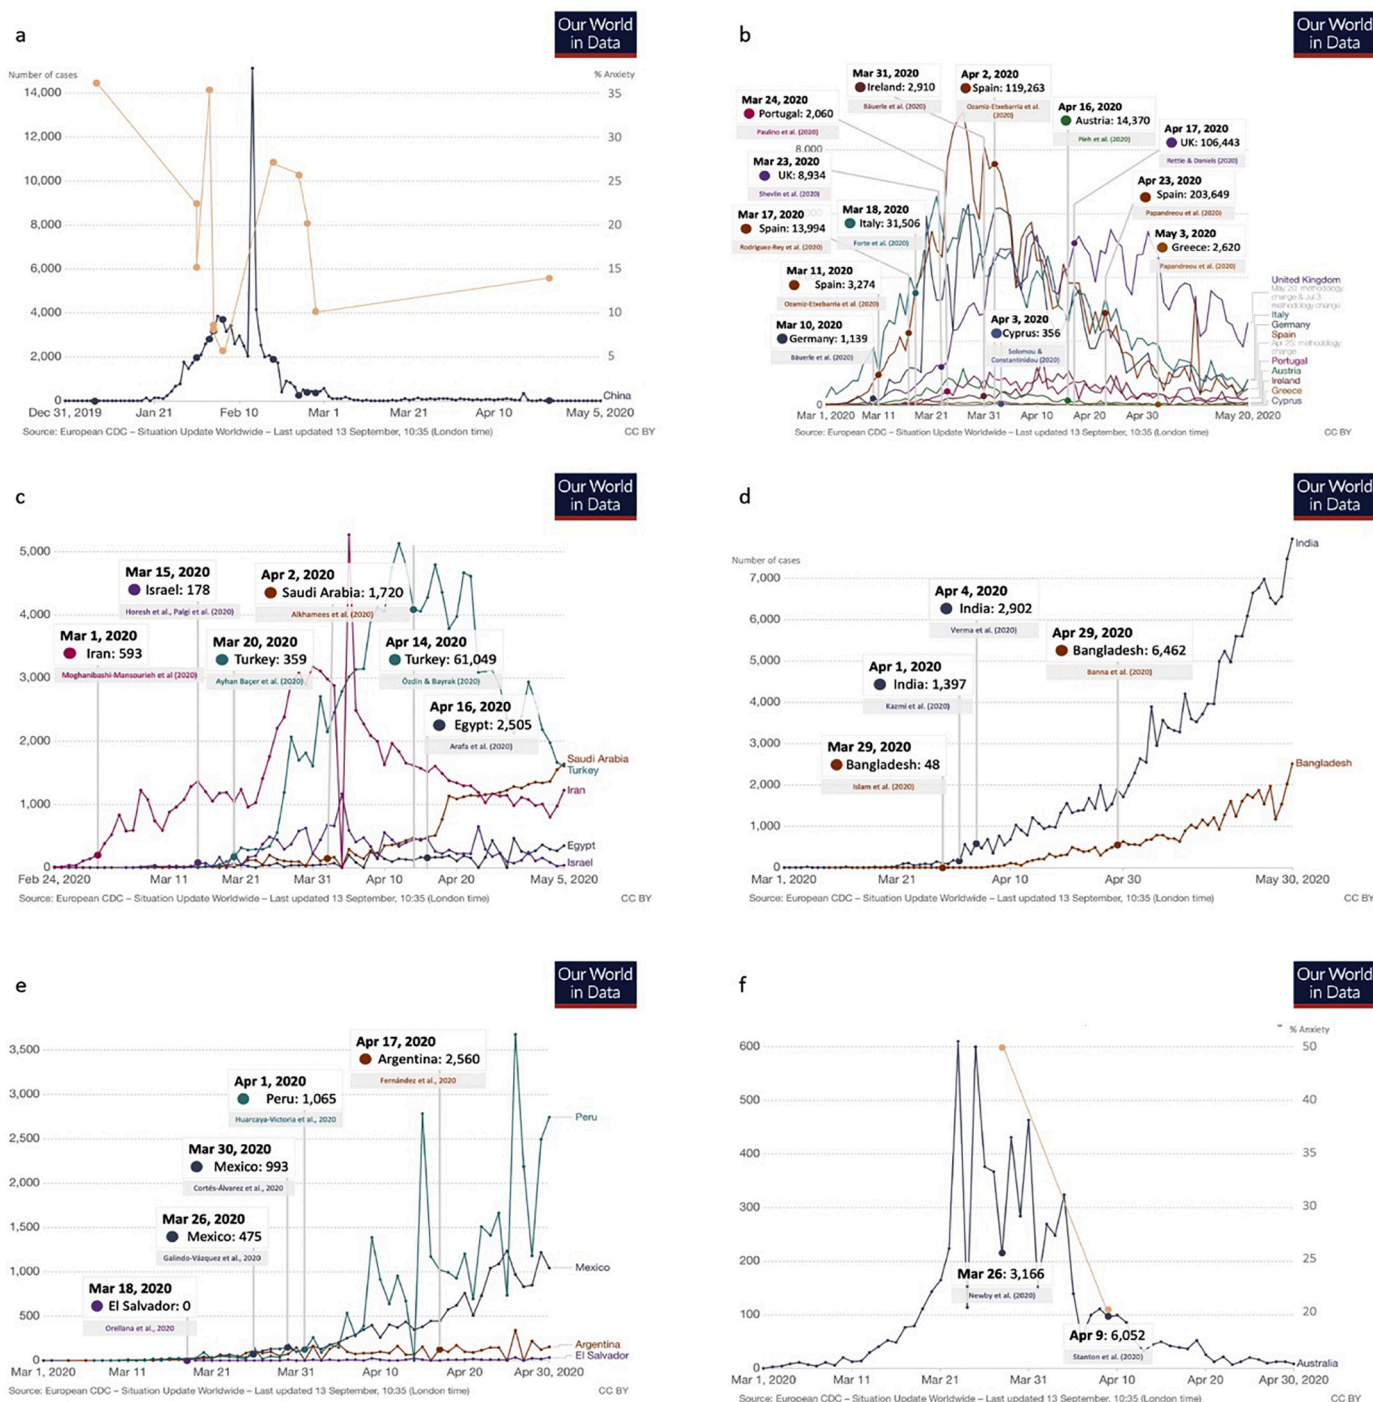 a
Our World
in Data
Number of cases
% Anxiety
14,000
35
12,000
30
10,000
25
8,000
20
6,000
15
4,000
10
2,000
5
0
China
Dec 31, 2019
Jan 21
Feb 10
Mar 1
Mar 21
Apr 10
May 5, 2020
Source: European CDC – Situation Update Worldwide – Last updated 13 September, 10:35 (London time)
CC BY
b
Our World
in Data
Mar 31, 2020
Ireland: 2,910
Bäuerle et al. (2020)
Apr 2, 2020
Spain: 119,263
Ozamiz-Etxebarria et al.
(2020)
Mar 24, 2020
Portugal: 2,060
Paulino et al. (2020)
Apr 16, 2020
Austria: 14,370
Pieh et al. (2020)
Apr 17, 2020
UK: 106,443
Rettie & Daniels (2020)
8,000
Mar 23, 2020
UK: 8,934
Shevlin et al. (2020)
Apr 23, 2020
Spain: 203,649
Papandreou et al. (2020)
Mar 17, 2020
Spain: 13,994
Rodríguez-Rey et al. (2020)
Mar 18, 2020
Italy: 31,506
Forte et al. (2020)
May 3, 2020
Greece: 2,620
Papandreou et al. (2020)
Mar 11, 2020
Spain: 3,274
Ozamiz-Etxebarria et al. (2020)
Mar 10, 2020
Germany: 1,139
Bäuerle et al. (2020)
Apr 3, 2020
Cyprus: 356
Solomou &
Constantinidou (2020)
United Kingdom
May 20: methodology
change & Jul 3:
methodology change
Italy
Germany
Spain
Apr 25: methodology
change
Portugal
Austria
Ireland
Greece
Cyprus
0
Mar 1, 2020
Mar 11
Mar 21
Mar 31
Apr 10
Apr 20
Apr 30
May 20, 2020
Source: European CDC – Situation Update Worldwide – Last updated 13 September, 10:35 (London time)
CC BY
c
Our World
in Data
5,000
Mar 15, 2020
Israel: 178
Horesh et al., Palgi et al. (2020)
Apr 2, 2020
Saudi Arabia: 1,720
Alkhamees et al. (2020)
4,000
Mar 1, 2020
Iran: 593
Moghanibashi-Mansourieh et al (2020)
Mar 20, 2020
Turkey: 359
Ayhan Başer et al. (2020)
Apr 14, 2020
Turkey: 61,049
Özdin & Bayrak (2020)
3,000
Apr 16, 2020
Egypt: 2,505
Arafa et al. (2020)
2,000
Saudi Arabia
Turkey
Iran
1,000
Egypt
Israel
0
Feb 24, 2020
Mar 11
Mar 21
Mar 31
Apr 10
Apr 20
May 5, 2020
Source: European CDC – Situation Update Worldwide – Last updated 13 September, 10:35 (London time)
CC BY
d
Our World
in Data
Number of cases
India
7,000
6,000
Apr 4, 2020
India: 2,902
Verma et al. (2020)
5,000
Apr 29, 2020
Bangladesh: 6,462
Banna et al. (2020)
Apr 1, 2020
India: 1,397
Kazmi et al. (2020)
4,000
3,000
Mar 29, 2020
Bangladesh: 48
Islam et al. (2020)
Bangladesh
2,000
1,000
0
Mar 1, 2020
Mar 21
Apr 10
Apr 30
May 30, 2020
Source: European CDC – Situation Update Worldwide – Last updated 13 September, 10:35 (London time)
CC BY
e
Our World
in Data
3,500
Apr 17, 2020
Argentina: 2,560
Fernández et al., 2020
3,000
Apr 1, 2020
Peru: 1,065
Huarcaya-Victoria et al., 2020
Peru
2,500
Mar 30, 2020
Mexico: 993
Cortés-Álvarez et al., 2020
2,000
Mar 26, 2020
Mexico: 475
Galindo-Vázquez et al., 2020
1,500
Mexico
1,000
Mar 18, 2020
El Salvador: 0
Orellana et al., 2020
500
Argentina
El Salvador
0
Mar 1, 2020
Mar 11
Mar 21
Mar 31
Apr 10
Apr 20
Apr 30, 2020
Source: European CDC – Situation Update Worldwide – Last updated 13 September, 10:35 (London time)
CC BY
f
Our World
in Data
% Anxiety
600
50
500
40
400
35
300
30
200
25
Mar 26: 3,166
Newby et al. (2020)
100
20
Apr 9: 6,052
Stanton et al. (2020)
0
Australia
Mar 1, 2020
Mar 11
Mar 21
Mar 31
Apr 10
Apr 20
Apr 30, 2020
Source: European CDC – Situation Update Worldwide – Last updated 13 September, 10:35 (London time)
CC BY